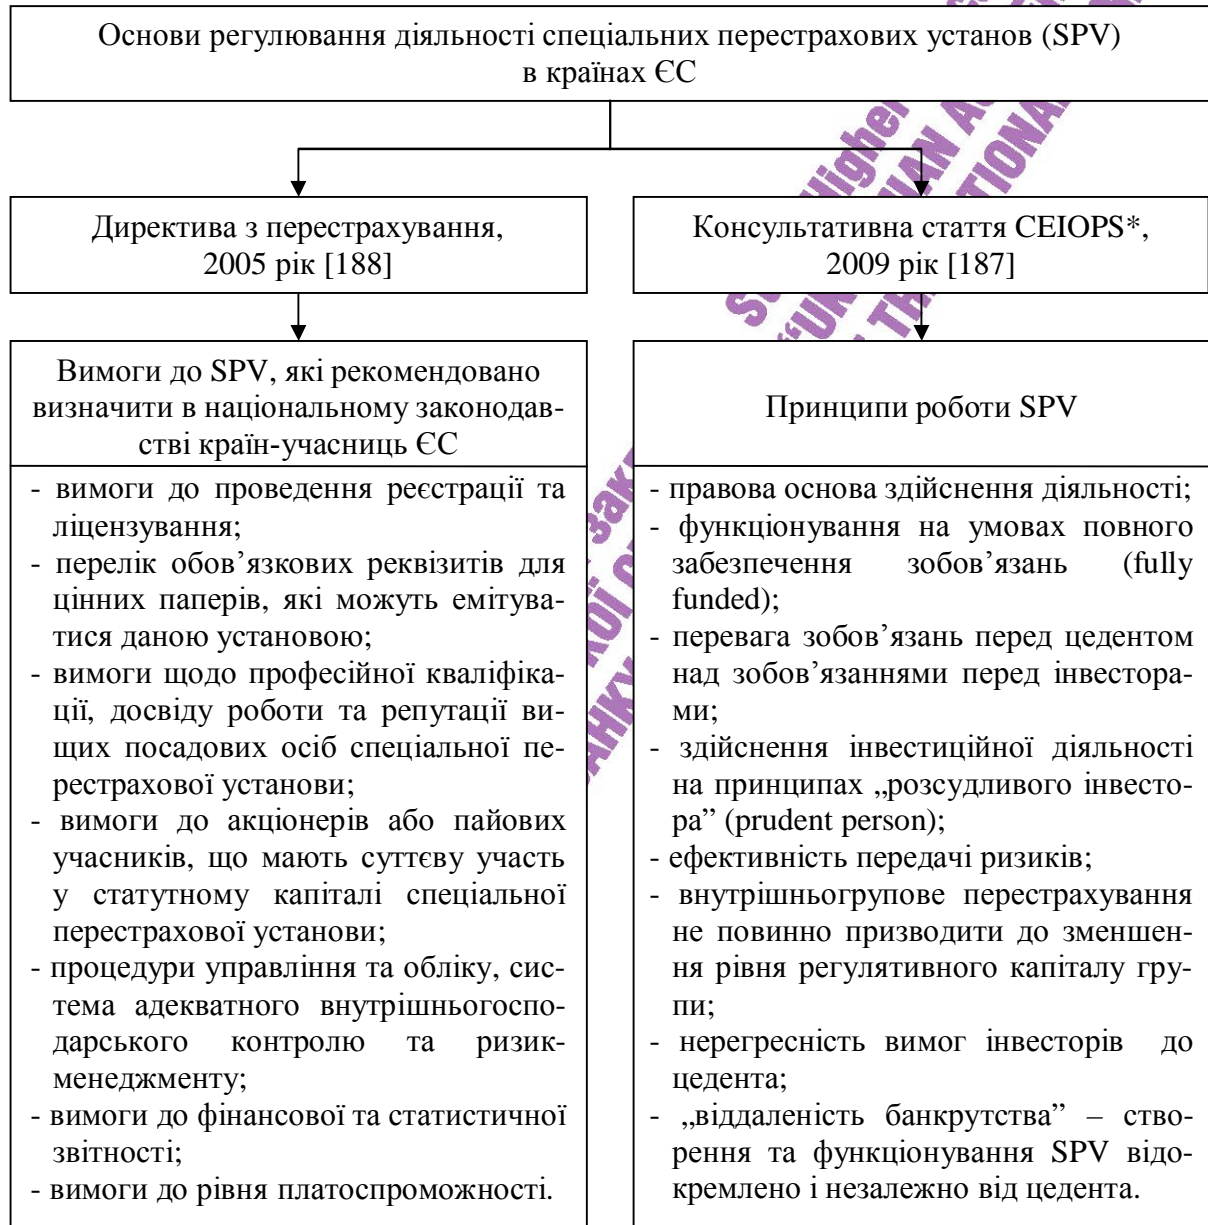 Основи регулювання діяльності спеціальних перестрахових установ (SPV)
в країнах ЄС
Директива з перестрахування,
2005 рік [188]
Консультативна стаття CEIOPS*,
2009 рік [187]
Вимоги до SPV, які рекомендовано
визначити в національному законодав-
стві країн-учасниць ЄС
- вимоги до проведення реєстрації та
ліцензування;
- перелік обов’язкових реквізитів для
цінних паперів, які можуть емітува-
тися даною установою;
- вимоги щодо професійної кваліфіка-
ції, досвіду роботи та репутації ви-
щих посадових осіб спеціальної пе-
рестрахової установи;
- вимоги до акціонерів або пайових
учасників, що мають суттєву участь
у статутному капіталі спеціальної
перестрахової установи;
- процедури управління та обліку, сис-
тема адекватного внутрішньогоспо-
дарського контролю та ризик-
менеджменту;
- вимоги до фінансової та статистичної
звітності;
- вимоги до рівня платоспроможності.
Принципи роботи SPV
- правова основа здійснення діяльності;
- функціонування на умовах повного
забезпечення зобов’язань (fully
funded);
- перевага зобов’язань перед цедентом
над зобов’язаннями перед інвестора-
ми;
- здійснення інвестиційної діяльності
на принципах „розсудливого інвесто-
ра” (prudent person);
- ефективність передачі ризиків;
- внутрішньогрупове перестрахування
не повинно призводити до зменшен-
ня рівня регулятивного капіталу гру-
пи;
- нерегресність вимог інвесторів до
цедента;
- „віддаленість банкрутства” – ство-
рення та функціонування SPV відо-
кремлено і незалежно від цедента.